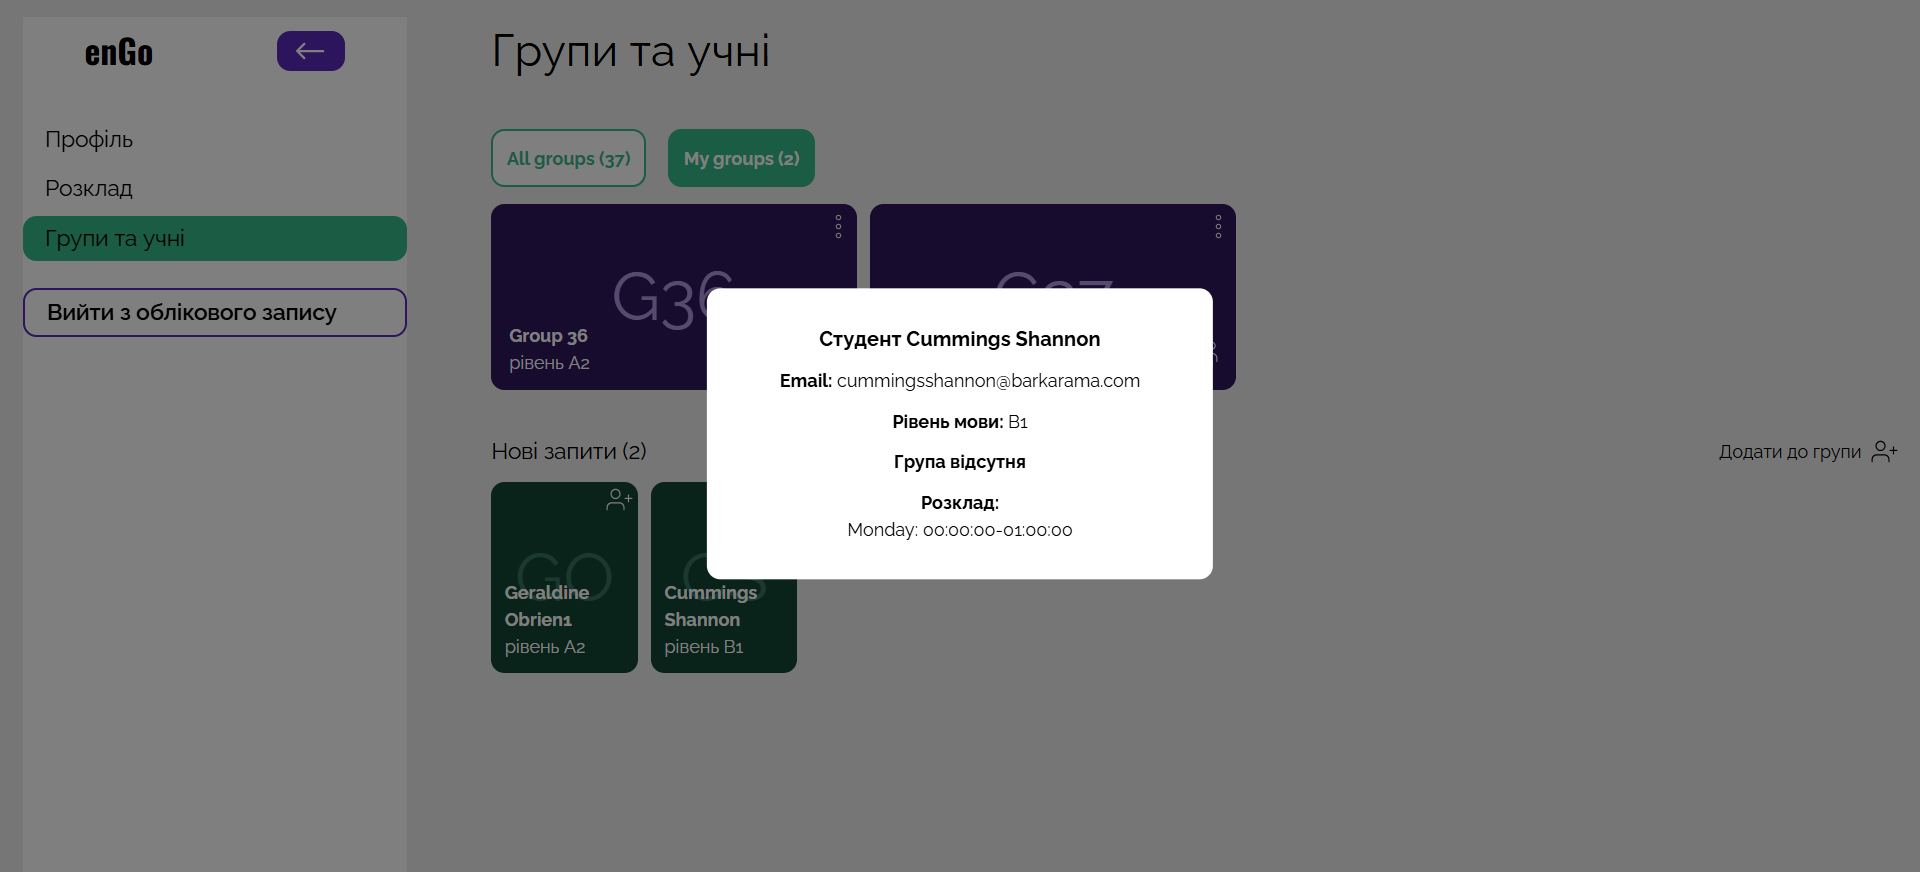 enGo
Групи та учні
Профіль
Розклад
Групи та учні
Вийти з облікового запису
All groups (37)
My groups (2)
G36
Group 36
рівень A2
G37
Студент Cummings Shannon
Email: cummingsshannon@barkarama.com
Рівень мови: B1
Група відсутня
Розклад:
Monday: 00:00:00-01:00:00
Нові запити (2)
Додати до групи
GO
Geraldine
Obrien1
рівень A2
CS
Cummings
Shannon
рівень B1